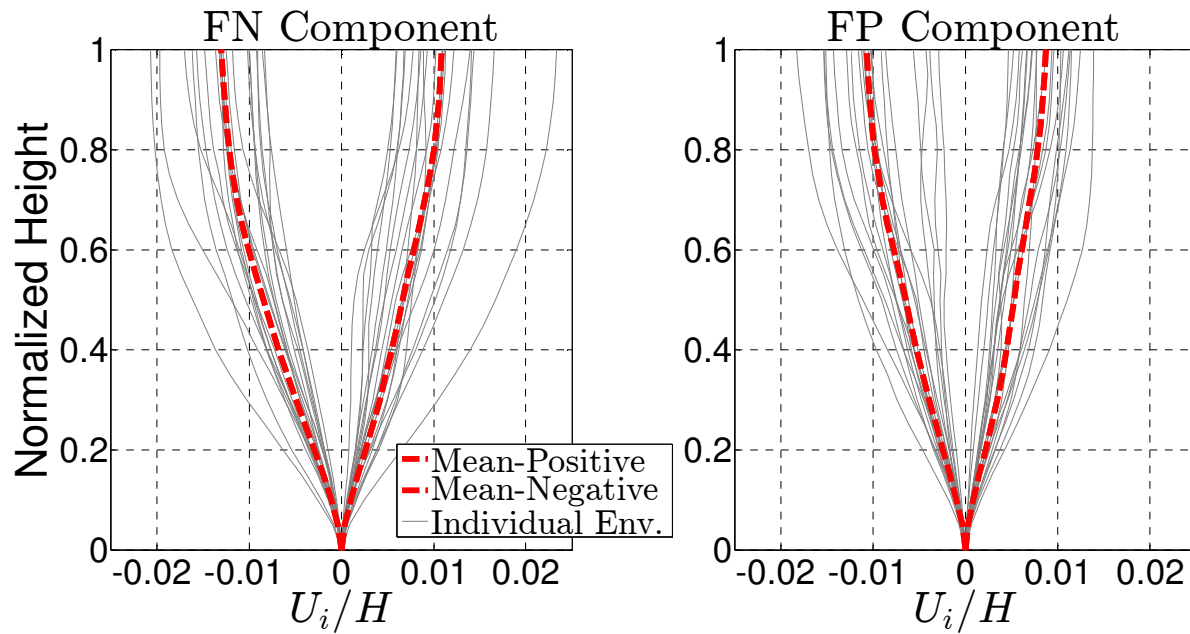 FN Component
FP Component
Normalized Height
1
0.8
0.6
0.4
0.2
0
-0.02 -0.01 0 0.01 0.02
U_i/H
Mean-Positive
Mean-Negative
Individual Env.
1
0.8
0.6
0.4
0.2
0
-0.02 -0.01 0 0.01 0.02
U_i/H